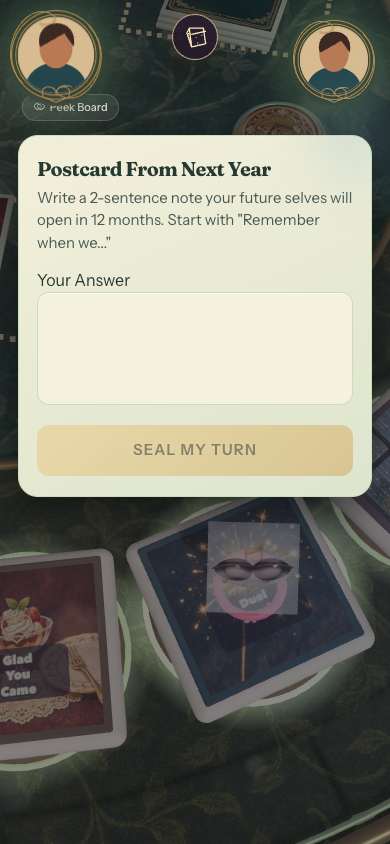 Peek Board
Postcard From Next Year
Write a 2-sentence note your future selves will
open in 12 months. Start with "Remember
when we..."
Your Answer
SEAL MY TURN
Duel
Glad
You
Came